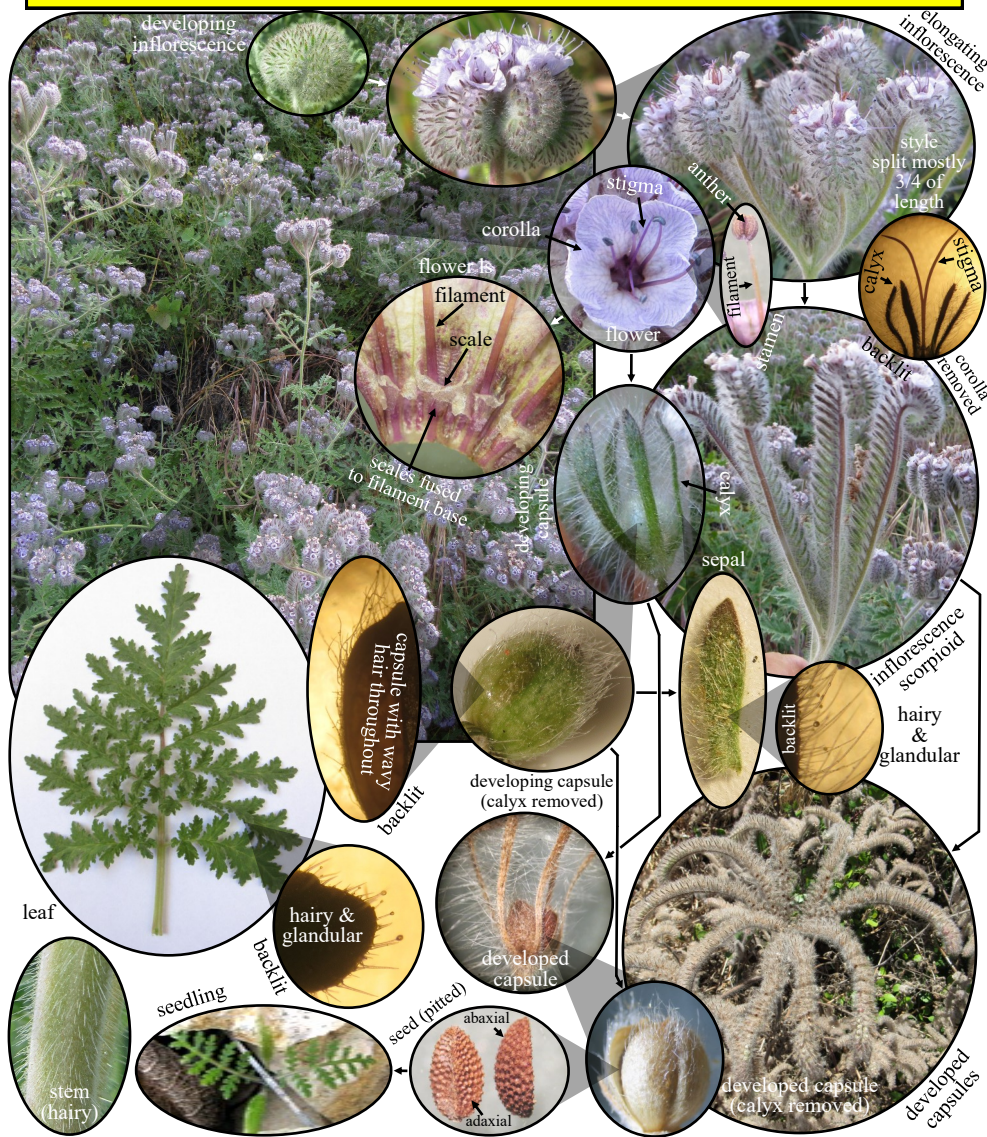 developing
inflorescence
elongating
inflorescence
style
split mostly
3/4 of
length
anther
stigma
corolla
flower
filament
stamen
calyx
stigma
backlit
corolla
removed
flower ls
filament
scale
scales fused
to filament base
developing
capsule
calyx
sepal
inflorescence
scorpioid
capsule with wavy
hair throughout
backlit
developing capsule
(calyx removed)
backlit
hairy
&
glandular
leaf
hairy &
glandular
backlit
developed
capsule
developed
capsules
developed capsule
(calyx removed)
stem
(hairy)
seedling
seed (pitted)
abaxial
adaxial